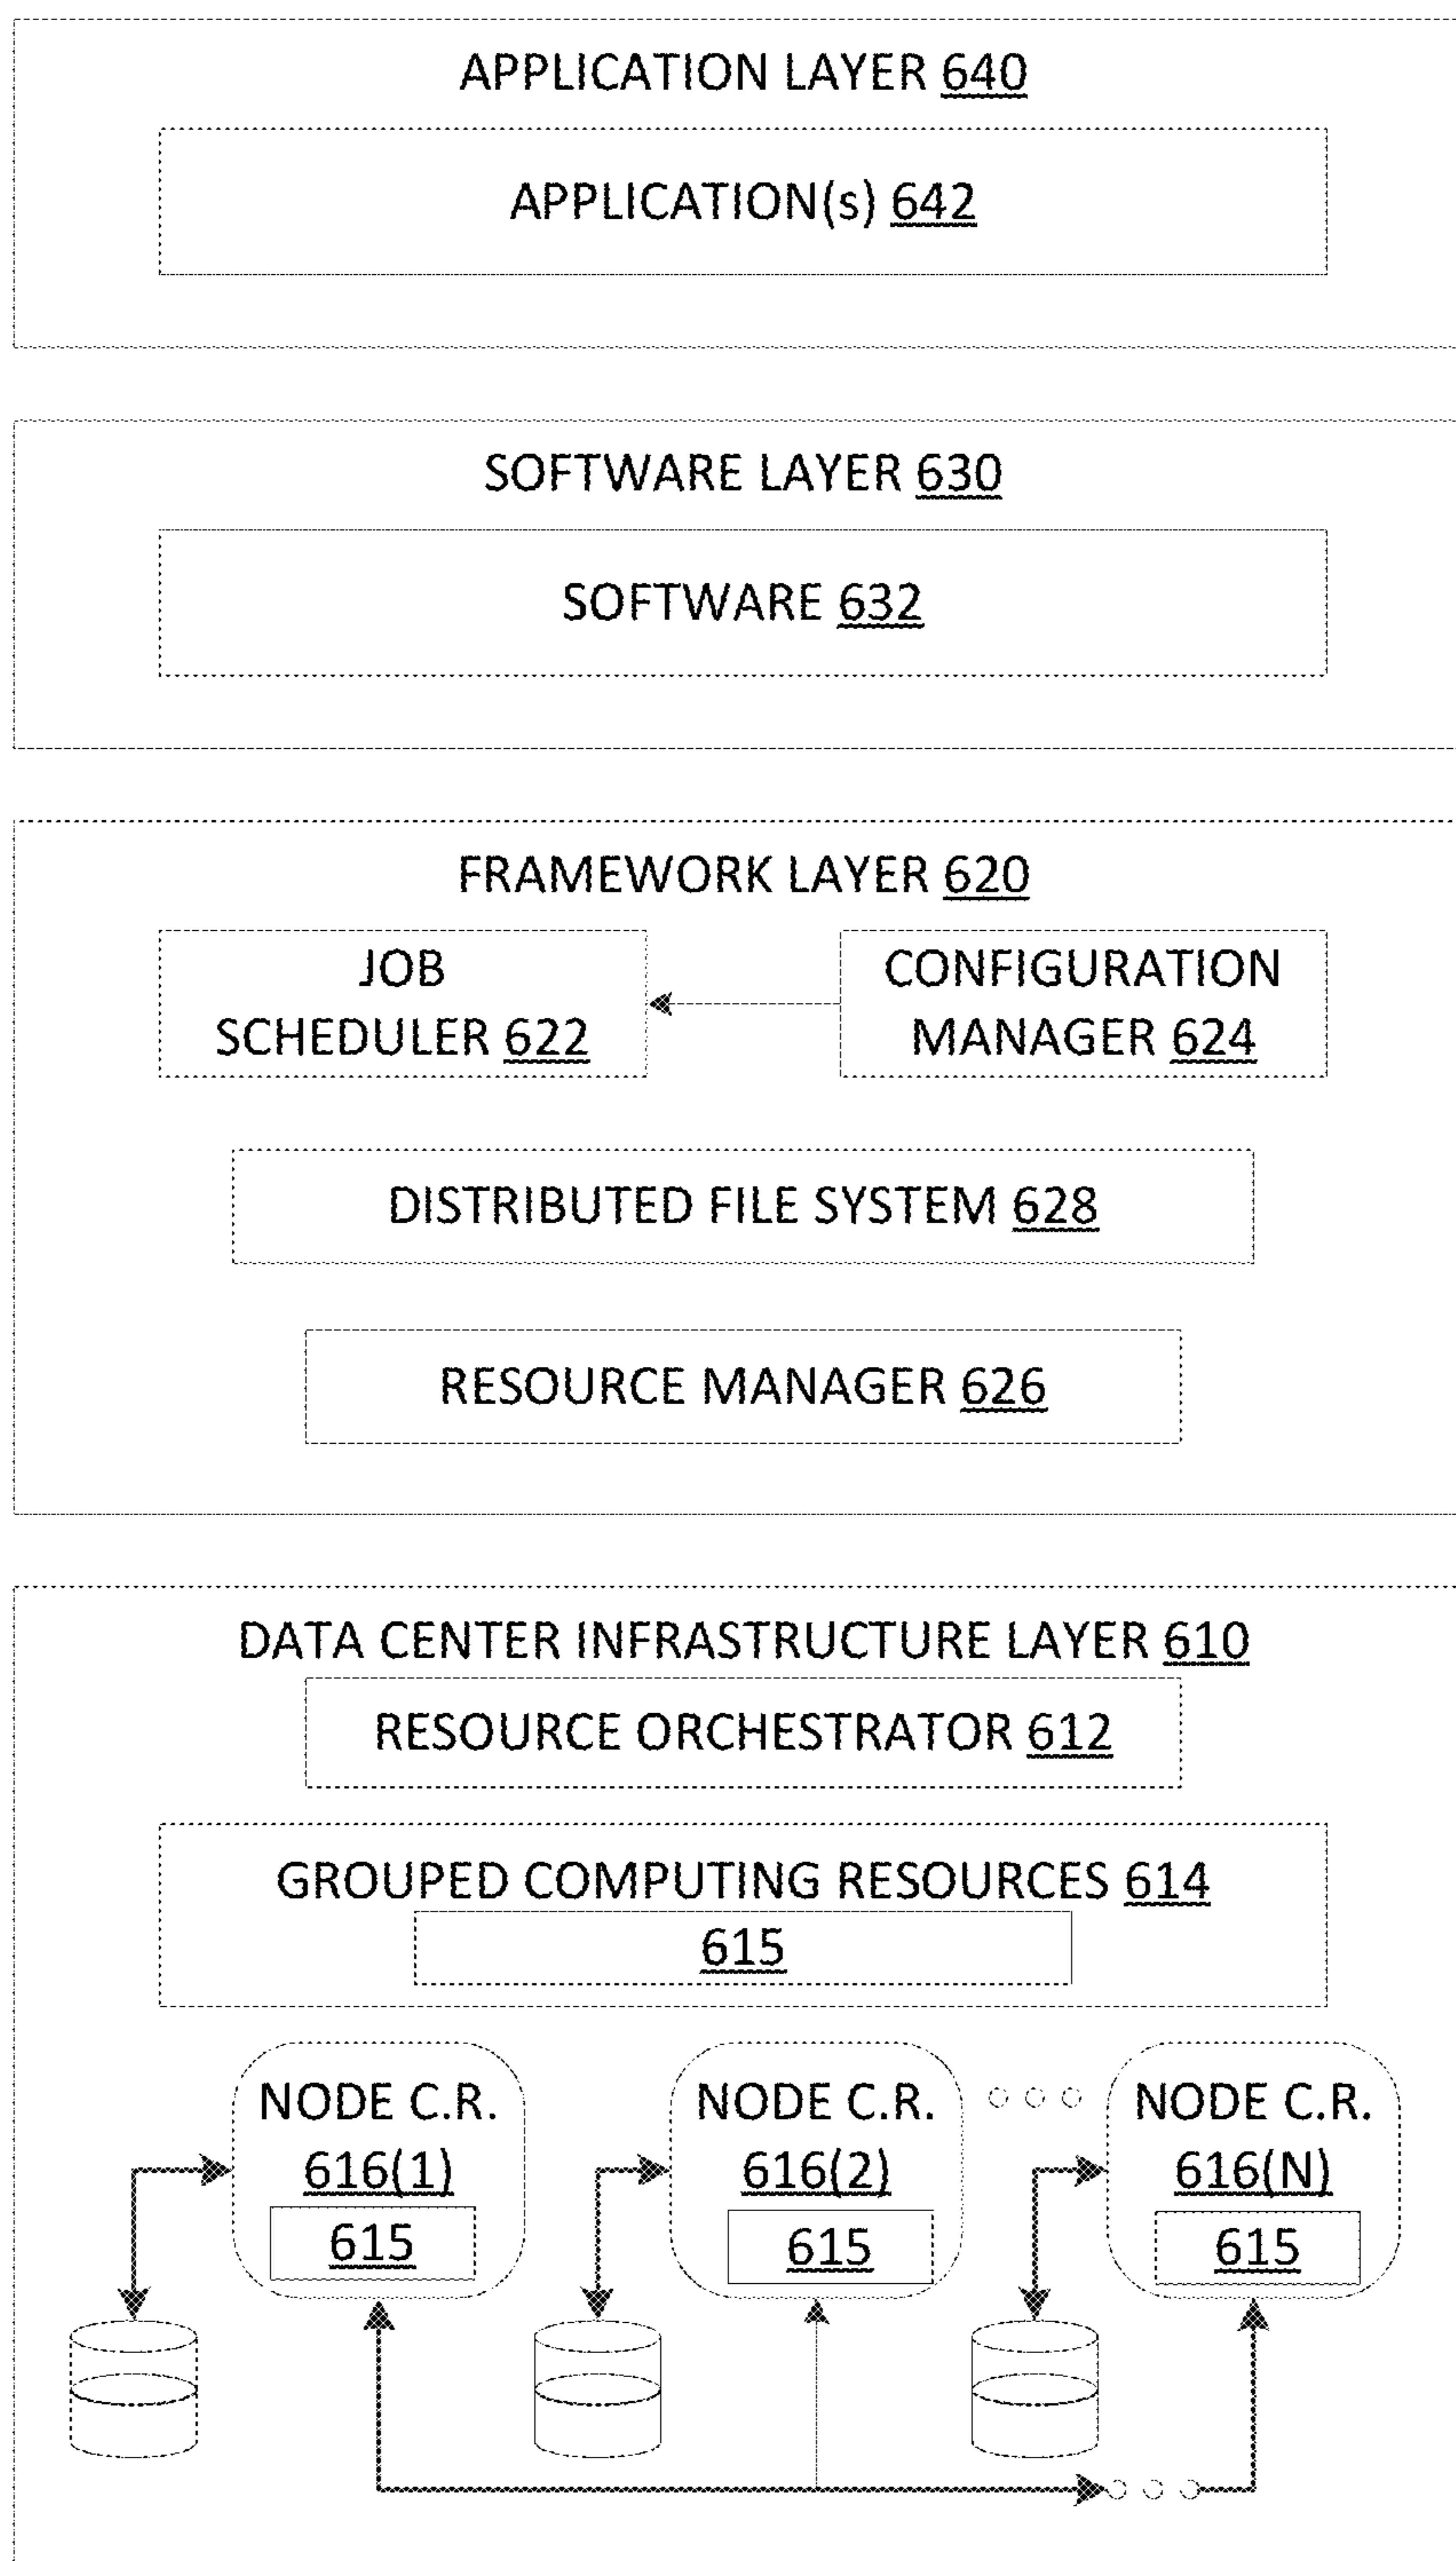 APPLICATION LAYER 640
APPLICATION(s) 642
SOFTWARE LAYER 630
SOFTWARE 632
FRAMEWORK LAYER 620
JOB
SCHEDULER 622
CONFIGURATION
MANAGER 624
DISTRIBUTED FILE SYSTEM 628
RESOURCE MANAGER 626
DATA CENTER INFRASTRUCTURE LAYER 610
RESOURCE ORCHESTRATOR 612
GROUPED COMPUTING RESOURCES 614
615
NODE C.R.
616(1)
615
NODE C.R.
616(2)
615
NODE C.R.
616(N)
615